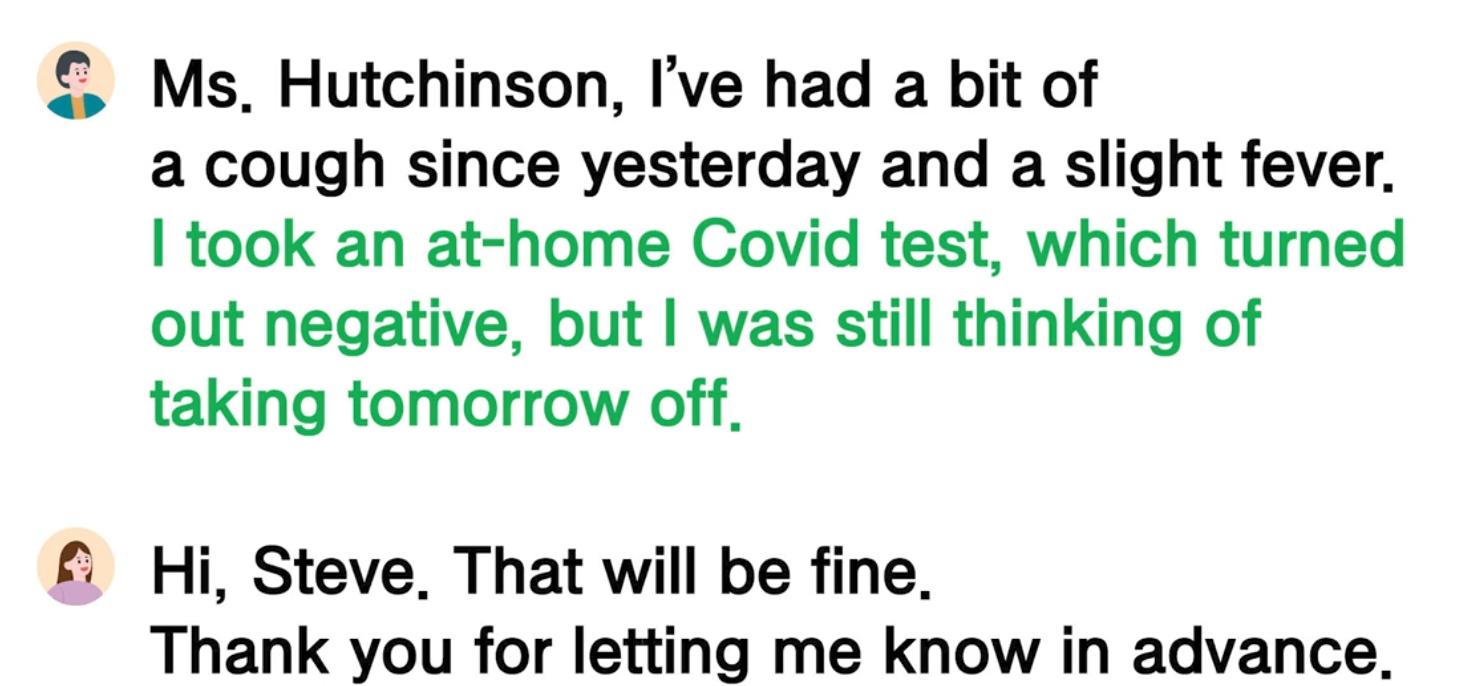 Ms. Hutchinson, I’ve had a bit of
a cough since yesterday and a slight fever.
I took an at-home Covid test, which turned
out negative, but I was still thinking of
taking tomorrow off.
Hi, Steve. That will be fine.
Thank you for letting me know in advance.